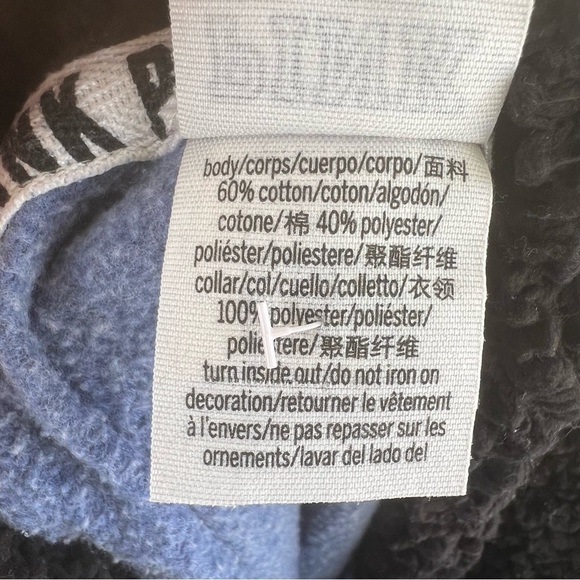 NK P
body/corps/cuerpo/corpo/面料
60% cotton/coton/algodón/
cotone/棉 40% polyester/
poliéster/poliestere/聚酯纤维
collar/col/cuello/colletto/衣领
100% polyester/poliéster/
poliestere/聚酯纤维
turn inside out/do not iron on
decoration/retourner le vêtement
à l'envers/ne pas repasser sur les
ornements/lavar del lado del